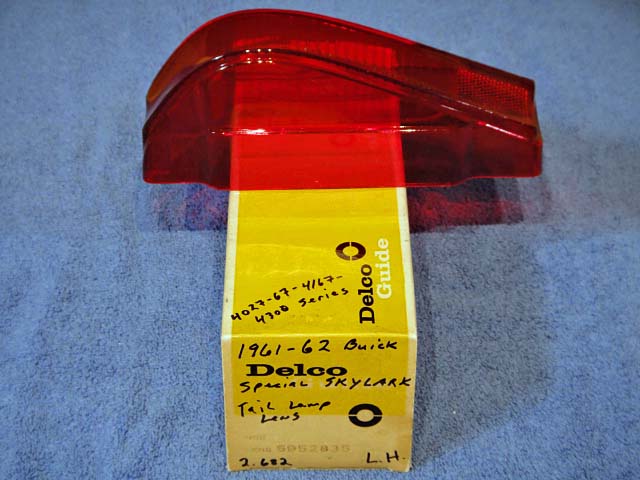 Delco
Guide
4027-67-4167-
4300 Series
1961-62 Buick
Delco
Special SKYLARK
Tail Lamp
Lens
5952835
2.682
L.H.